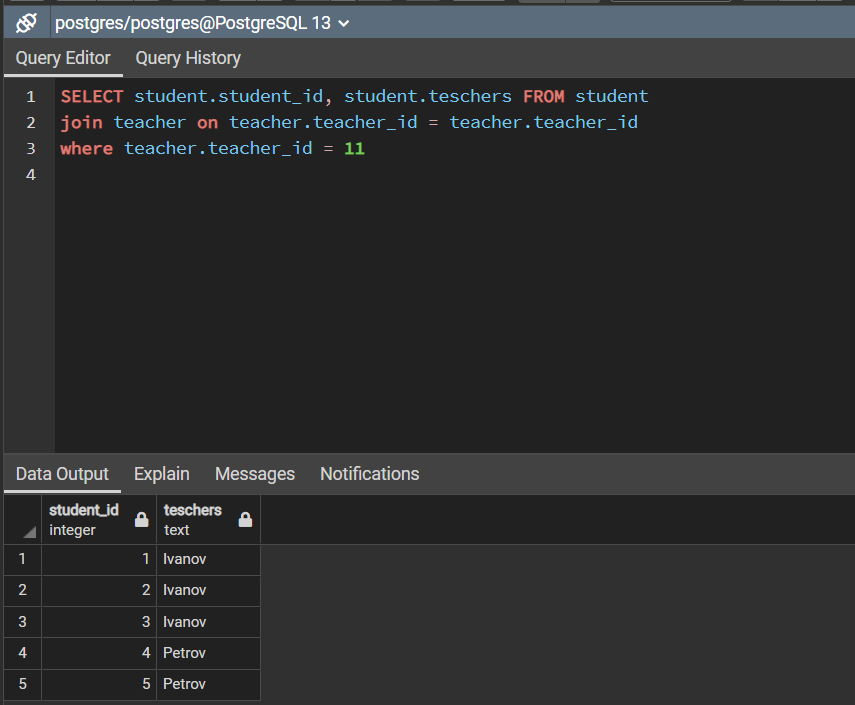 postgres/postgres@PostgreSQL 13
Query Editor Query History
1 SELECT student.student_id, student.teschers FROM student
2 join teacher on teacher.teacher_id = teacher.teacher_id
3 where teacher.teacher_id = 11
4
Data Output Explain Messages Notifications
student_id teschers
integer text
1 1 Ivanov
2 2 Ivanov
3 3 Ivanov
4 4 Petrov
5 5 Petrov